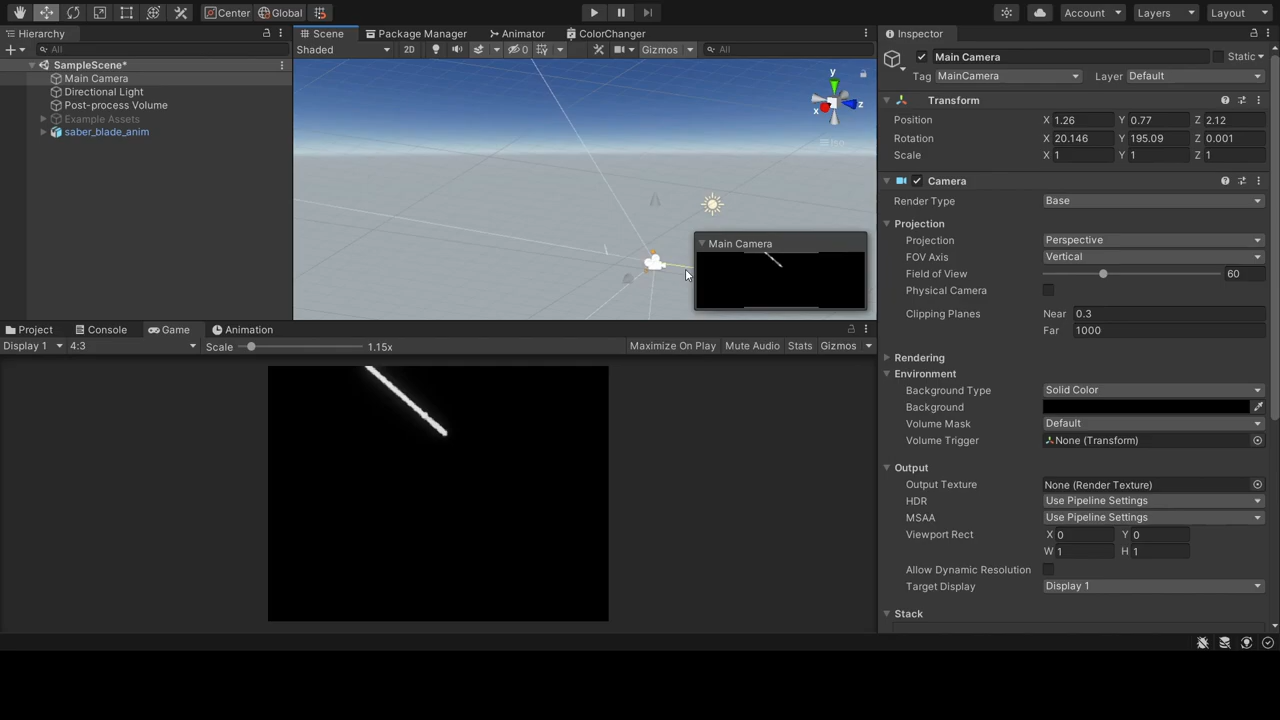 Center Global Account Layers Layout
Hierarchy Scene Package Manager Animator ColorChanger Inspector
All Shaded 2D 0 Gizmos All Main Camera Static
SampleScene* Tag MainCamera Layer Default
Main Camera
Directional Light
Post-process Volume
Example Assets
saber_blade_anim
y
x
z
Iso
Main Camera
Transform
Position X 1.26 Y 0.77 Z 2.12
Rotation X 20.146 Y 195.09 Z 0.001
Scale X 1 Y 1 Z 1
Camera
Render Type Base
Projection
Projection Perspective
FOV Axis Vertical
Field of View 60
Physical Camera
Clipping Planes Near 0.3
Far 1000
Rendering
Environment
Background Type Solid Color
Background
Volume Mask Default
Volume Trigger None (Transform)
Output
Output Texture None (Render Texture)
HDR Use Pipeline Settings
MSAA Use Pipeline Settings
Viewport Rect X 0 Y 0
W 1 H 1
Allow Dynamic Resolution
Target Display Display 1
Stack
Project Console Game Animation
Display 1 4:3 Scale 1.15x Maximize On Play Mute Audio Stats Gizmos